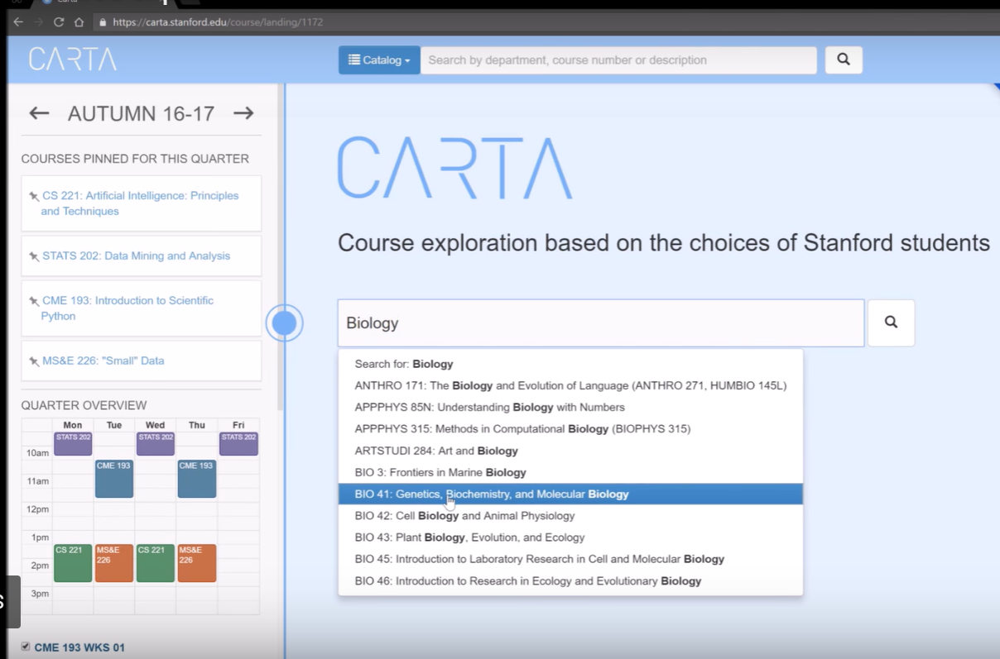 Carta
https://carta.stanford.edu/course/landing/1172
CARTA
Catalog
Search by department, course number or description
AUTUMN 16-17
COURSES PINNED FOR THIS QUARTER
CS 221: Artificial Intelligence: Principles
and Techniques
STATS 202: Data Mining and Analysis
CME 193: Introduction to Scientific
Python
MS&E 226: "Small" Data
QUARTER OVERVIEW
Mon Tue Wed Thu Fri
STATS 202 STATS 202 STATS 202
10am
CME 193 CME 193
11am
12pm
1pm
CS 221 MS&E CS 221 MS&E
226 226
2pm
3pm
CME 193 WKS 01
CARTA
Course exploration based on the choices of Stanford students
Biology
Search for: Biology
ANTHRO 171: The Biology and Evolution of Language (ANTHRO 271, HUMBIO 145L)
APPPHYS 85N: Understanding Biology with Numbers
APPPHYS 315: Methods in Computational Biology (BIOPHYS 315)
ARTSTUDI 284: Art and Biology
BIO 3: Frontiers in Marine Biology
BIO 41: Genetics, Biochemistry, and Molecular Biology
BIO 42: Cell Biology and Animal Physiology
BIO 43: Plant Biology, Evolution, and Ecology
BIO 45: Introduction to Laboratory Research in Cell and Molecular Biology
BIO 46: Introduction to Research in Ecology and Evolutionary Biology